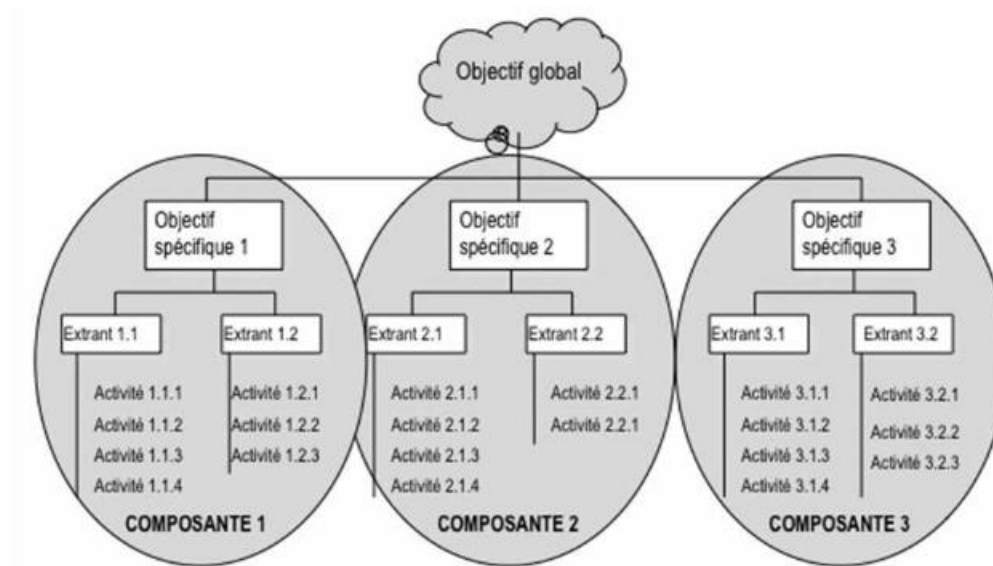 Objectif global
Objectif
spécifique 1
Objectif
spécifique 2
Objectif
spécifique 3
Extrant 1.1
Extrant 1.2
Extrant 2.1
Extrant 2.2
Extrant 3.1
Extrant 3.2
Activité 1.1.1
Activité 1.1.2
Activité 1.1.3
Activité 1.1.4
Activité 1.2.1
Activité 1.2.2
Activité 1.2.3
Activité 2.1.1
Activité 2.1.2
Activité 2.1.3
Activité 2.1.4
Activité 2.2.1
Activité 2.2.1
Activité 3.1.1
Activité 3.1.2
Activité 3.1.3
Activité 3.1.4
Activité 3.2.1
Activité 3.2.2
Activité 3.2.3
COMPOSANTE 1
COMPOSANTE 2
COMPOSANTE 3